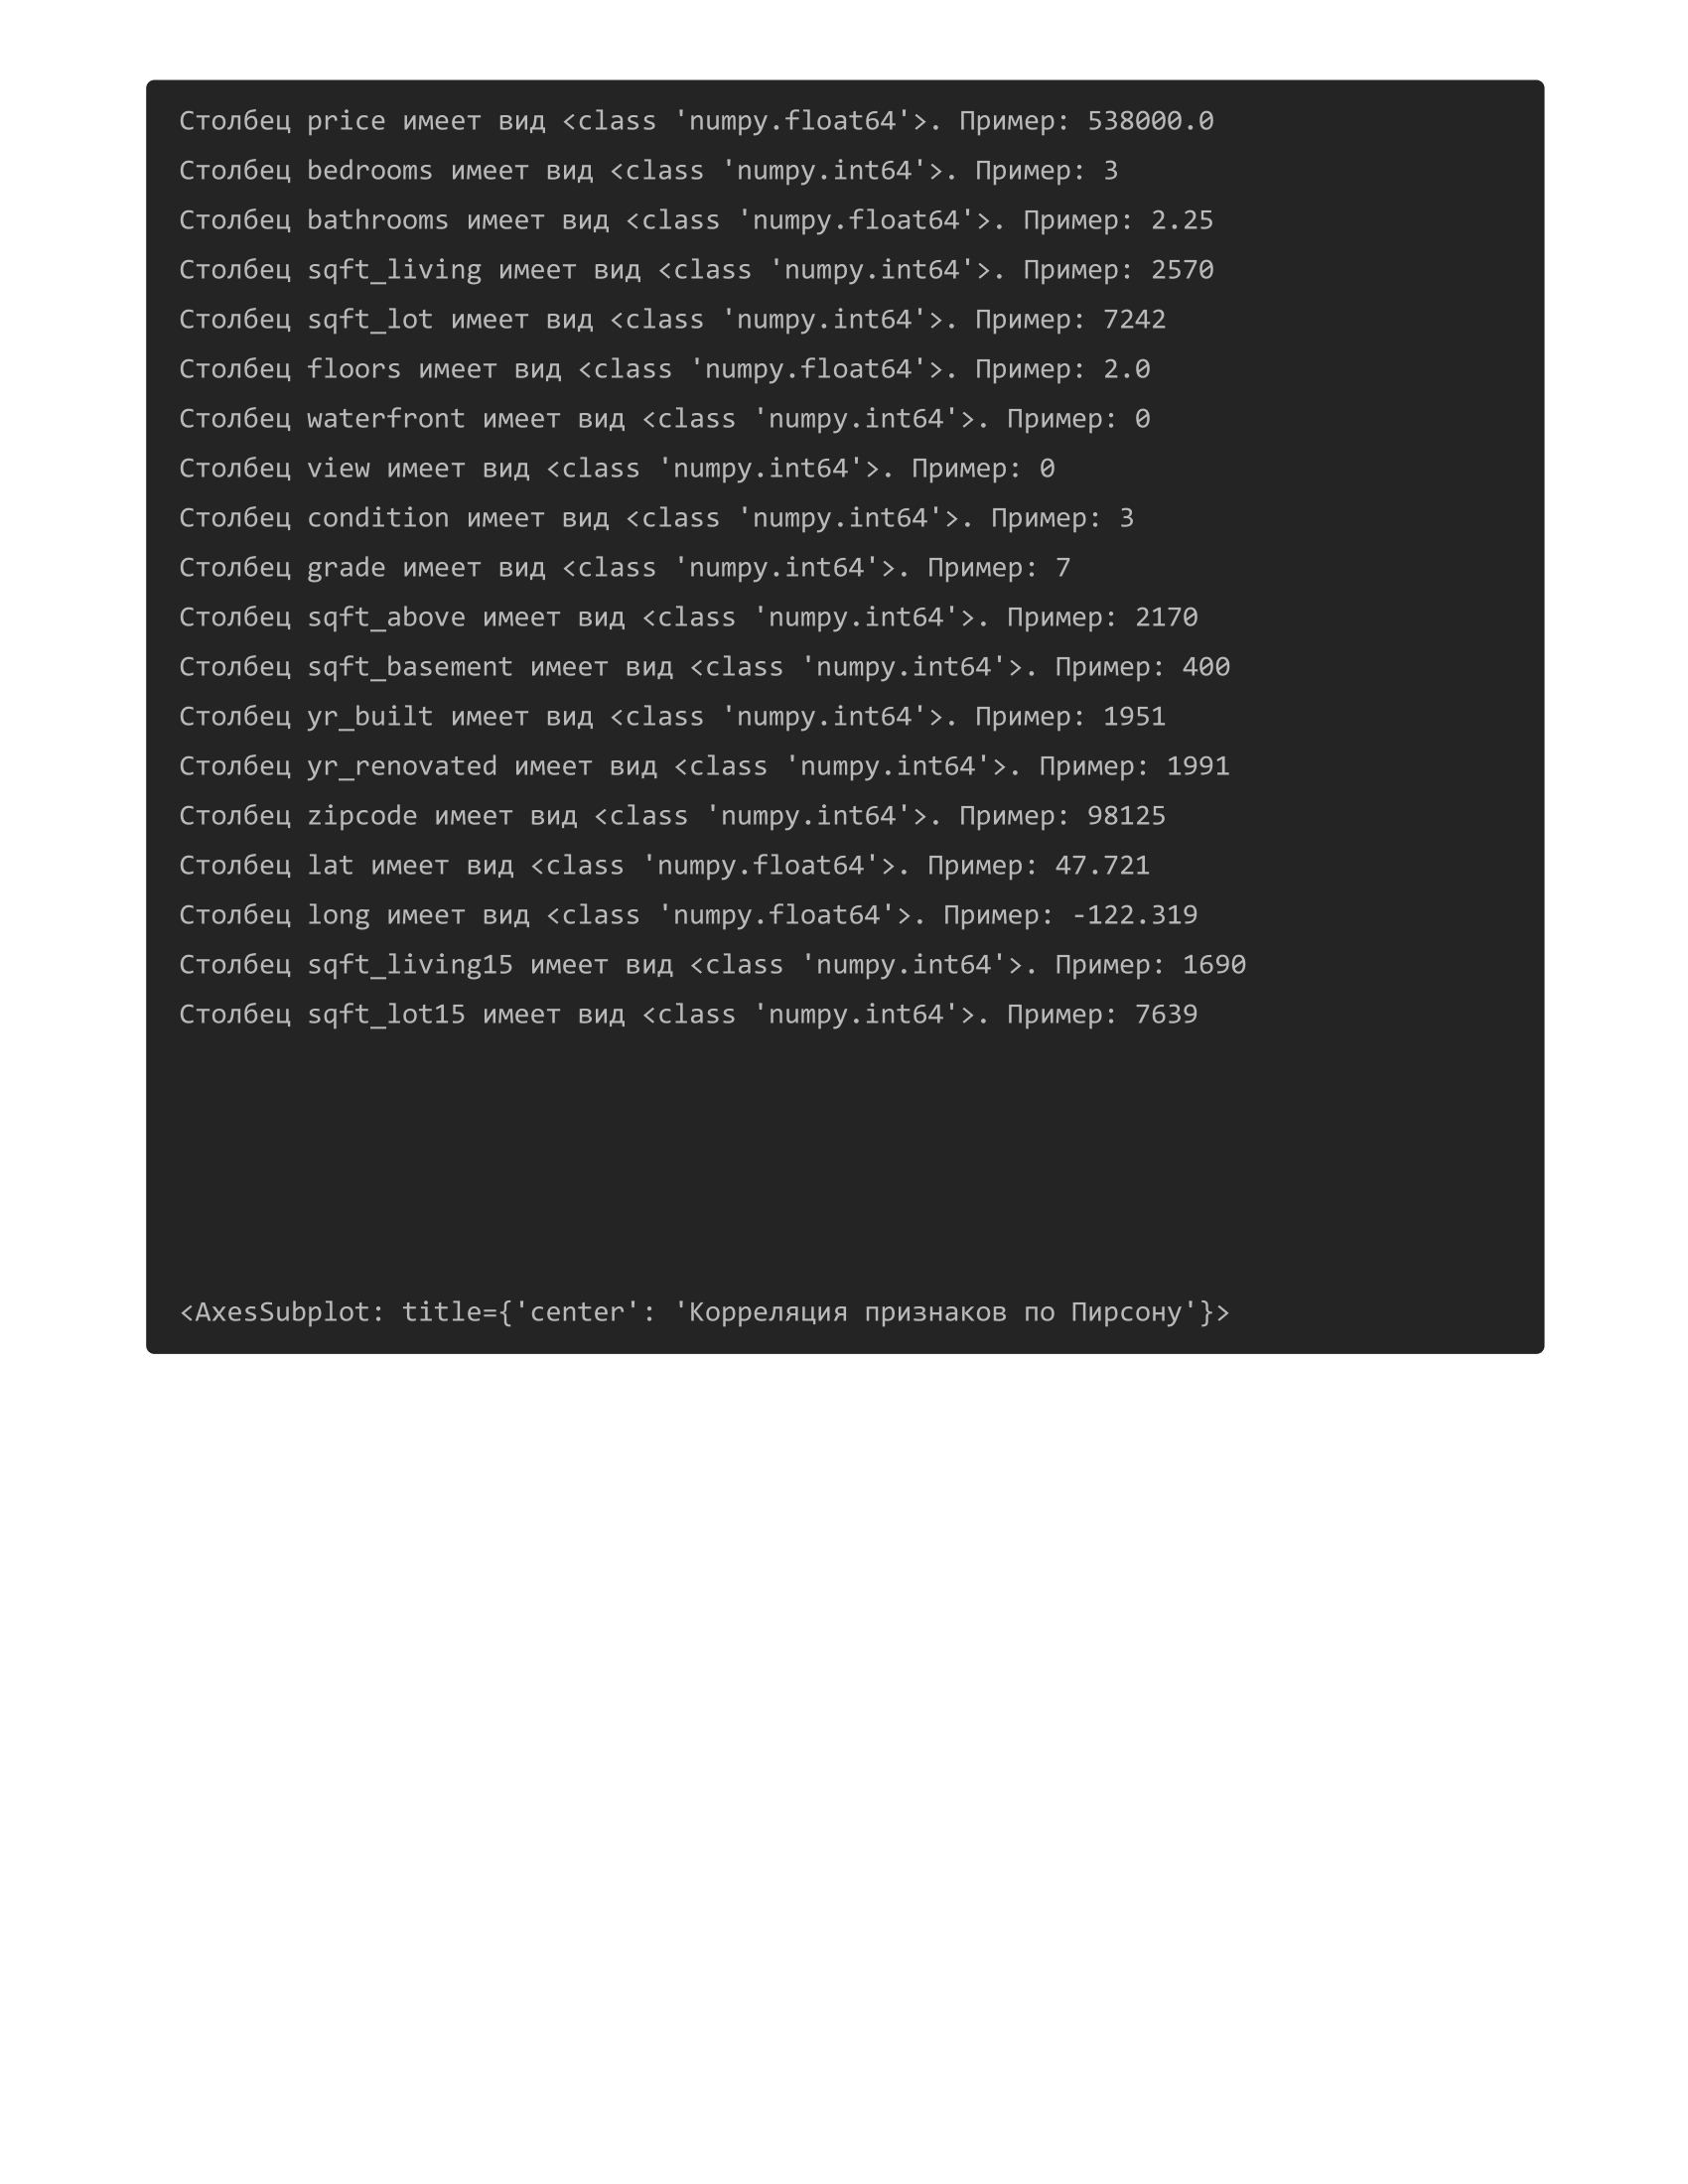 Столбец price имеет вид <class 'numpy.float64'>. Пример: 538000.0
Столбец bedrooms имеет вид <class 'numpy.int64'>. Пример: 3
Столбец bathrooms имеет вид <class 'numpy.float64'>. Пример: 2.25
Столбец sqft_living имеет вид <class 'numpy.int64'>. Пример: 2570
Столбец sqft_lot имеет вид <class 'numpy.int64'>. Пример: 7242
Столбец floors имеет вид <class 'numpy.float64'>. Пример: 2.0
Столбец waterfront имеет вид <class 'numpy.int64'>. Пример: 0
Столбец view имеет вид <class 'numpy.int64'>. Пример: 0
Столбец condition имеет вид <class 'numpy.int64'>. Пример: 3
Столбец grade имеет вид <class 'numpy.int64'>. Пример: 7
Столбец sqft_above имеет вид <class 'numpy.int64'>. Пример: 2170
Столбец sqft_basement имеет вид <class 'numpy.int64'>. Пример: 400
Столбец yr_built имеет вид <class 'numpy.int64'>. Пример: 1951
Столбец yr_renovated имеет вид <class 'numpy.int64'>. Пример: 1991
Столбец zipcode имеет вид <class 'numpy.int64'>. Пример: 98125
Столбец lat имеет вид <class 'numpy.float64'>. Пример: 47.721
Столбец long имеет вид <class 'numpy.float64'>. Пример: -122.319
Столбец sqft_living15 имеет вид <class 'numpy.int64'>. Пример: 1690
Столбец sqft_lot15 имеет вид <class 'numpy.int64'>. Пример: 7639
<AxesSubplot: title={'center': 'Корреляция признаков по Пирсону'}>